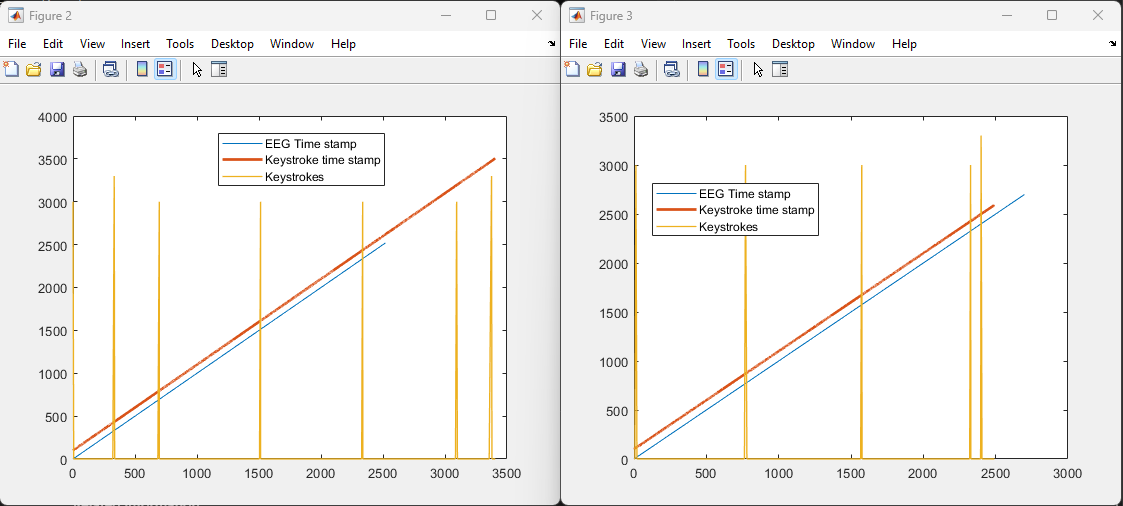 Figure 2
File Edit View Insert Tools Desktop Window Help
4000
3500
3000
2500
2000
1500
1000
500
0
0 500 1000 1500 2000 2500 3000 3500
EEG Time stamp
Keystroke time stamp
Keystrokes
Figure 3
File Edit View Insert Tools Desktop Window Help
3500
3000
2500
2000
1500
1000
500
0
0 500 1000 1500 2000 2500 3000
EEG Time stamp
Keystroke time stamp
Keystrokes